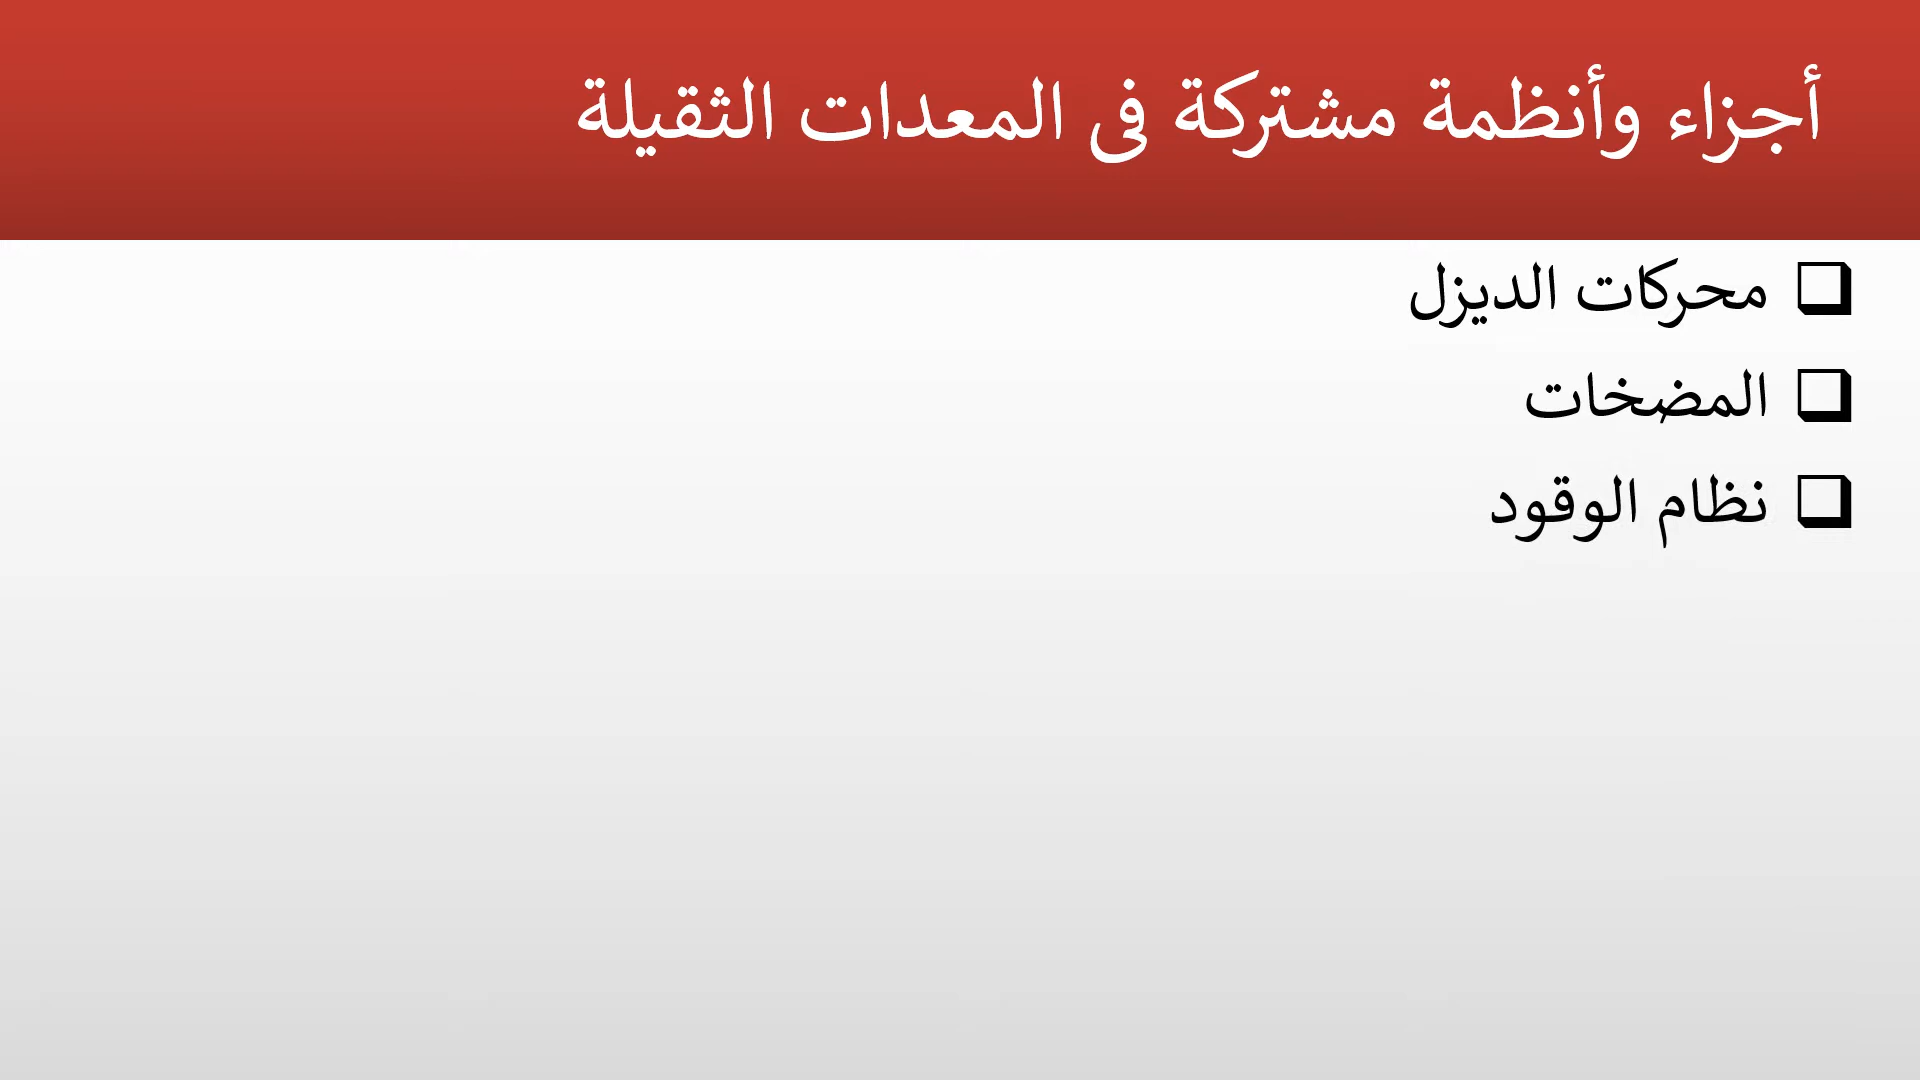 أجزاء وأنظمة مشتركة فى المعدات الثقيلة
محركات الديزل
المضخات
نظام الوقود